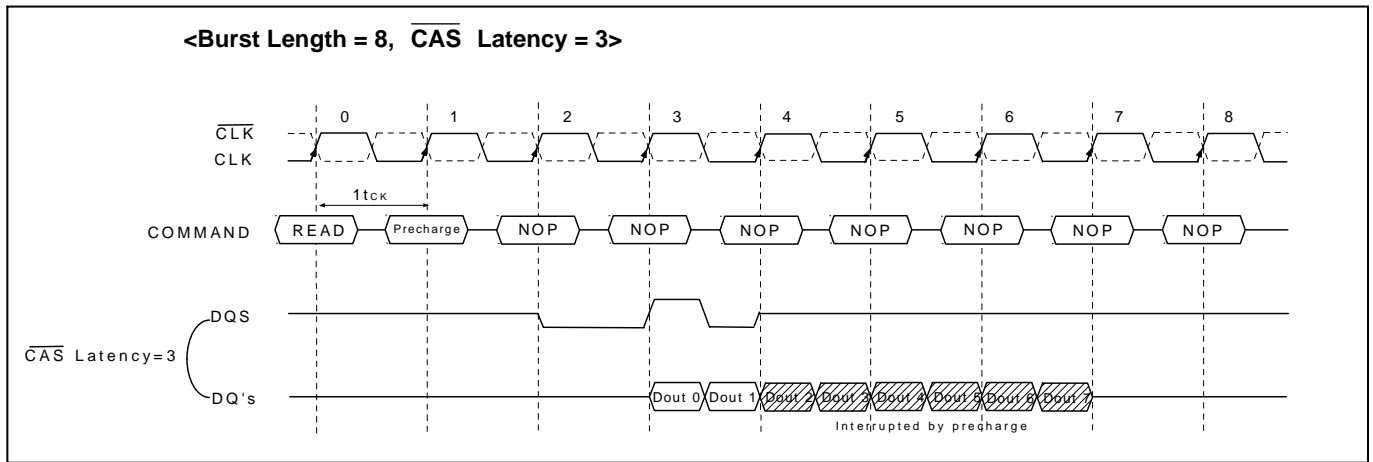 <Burst Length = 8, CAS Latency = 3>
0 1 2 3 4 5 6 7 8
CLK
CLK
1tCK
COMMAND READ Precharge NOP NOP NOP NOP NOP NOP NOP
DQS
CAS Latency=3
DQ's Dout 0 Dout 1 Dout 2 Dout 3 Dout 4 Dout 5 Dout 6 Dout 7
Interrupted by precharge